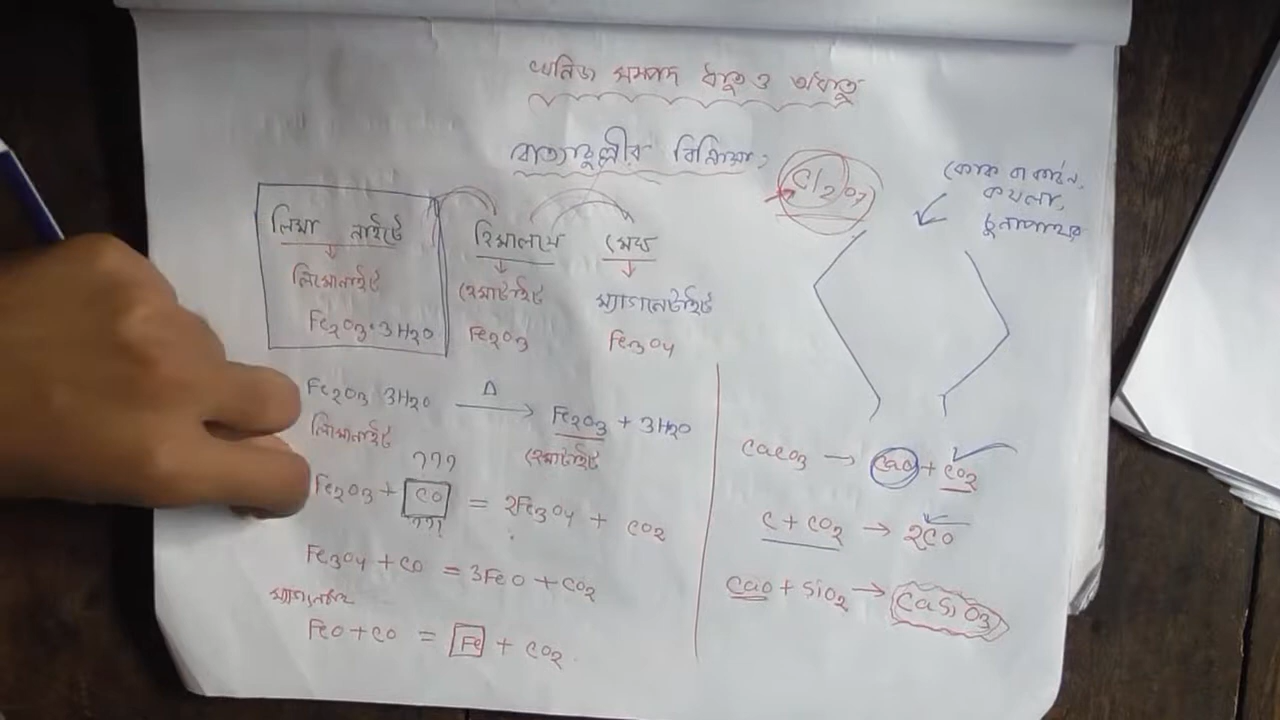 খনিজ সম্পদ ধাতু ও অধাতু
বাত্যাচুল্লীর বিক্রিয়া:
Cl2O7
কোক বা কার্বন,
কয়লা,
চুনাপাথর
লিমা নাইটে হিমালয়ে মেঘ
লিমোনাইট হেমাটাইট ম্যাগনেটাইট
Fe2O3·3H2O Fe2O3 Fe3O4
Fe2O3 3H2O Δ→ Fe2O3 + 3H2O
লিমোনাইট হেমাটাইট
???
Fe2O3 + CO = 2Fe3O4 + CO2
???
Fe3O4 + CO = 3FeO + CO2
ম্যাগনেটাইট
FeO + CO = Fe + CO2
CaCO3 → CaO + CO2
C + CO2 → 2CO
CaO + SiO2 → CaSiO3